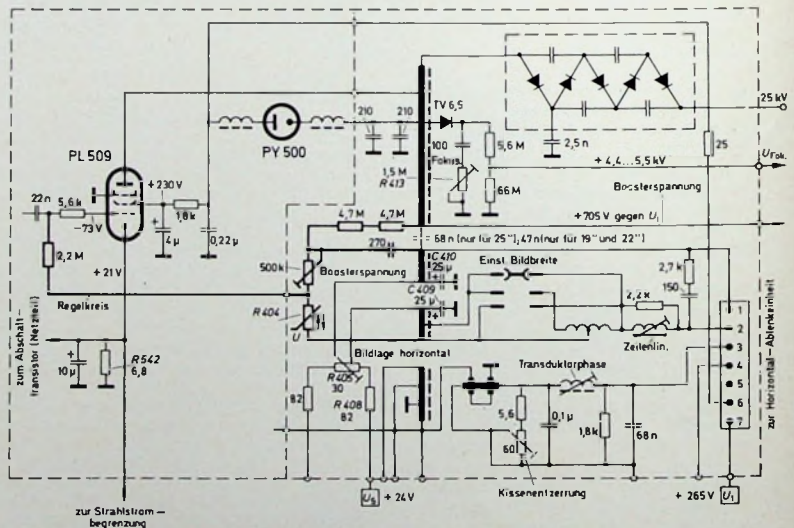 25 kV
TV 6,5
210
210
PL 509
PY 500
2,5 n
25
100
5,6 M
+ 4,4...5,5 kV
U Fok.
Fokus
1,5 M
R 413
66 M
+ 230 V
22 n
5,6 k
1,8 k
–73 V
4 µ
0,22 µ
Boosterspannung
+ 705 V gegen U₁
4,7 M
4,7 M
2,2 M
+ 21 V
270
68 n (nur für 25"); 47 n (nur für 19" und 22")
500 k
Boosterspannung
C 410
25 µ
C 409
25 µ
Einst. Bildbreite
2,7 k
150
2,2 k
Regelkreis
R 404
U
Zeilenlin.
1
2
3
4
5
6
7
zum Abschalt-
transistor (Netzteil)
zur Horizontal-Ablenkeinheit
Bildlage horizontal
Transduktorphase
+
10 µ
R 542
6,8
R 405
30
82
R 408
82
5,6
60
0,1 µ
1,8 k
68 n
Kissenentzerrung
U₅
+ 24 V
+ 265 V
U₁
zur Strahlstrom –
begrenzung